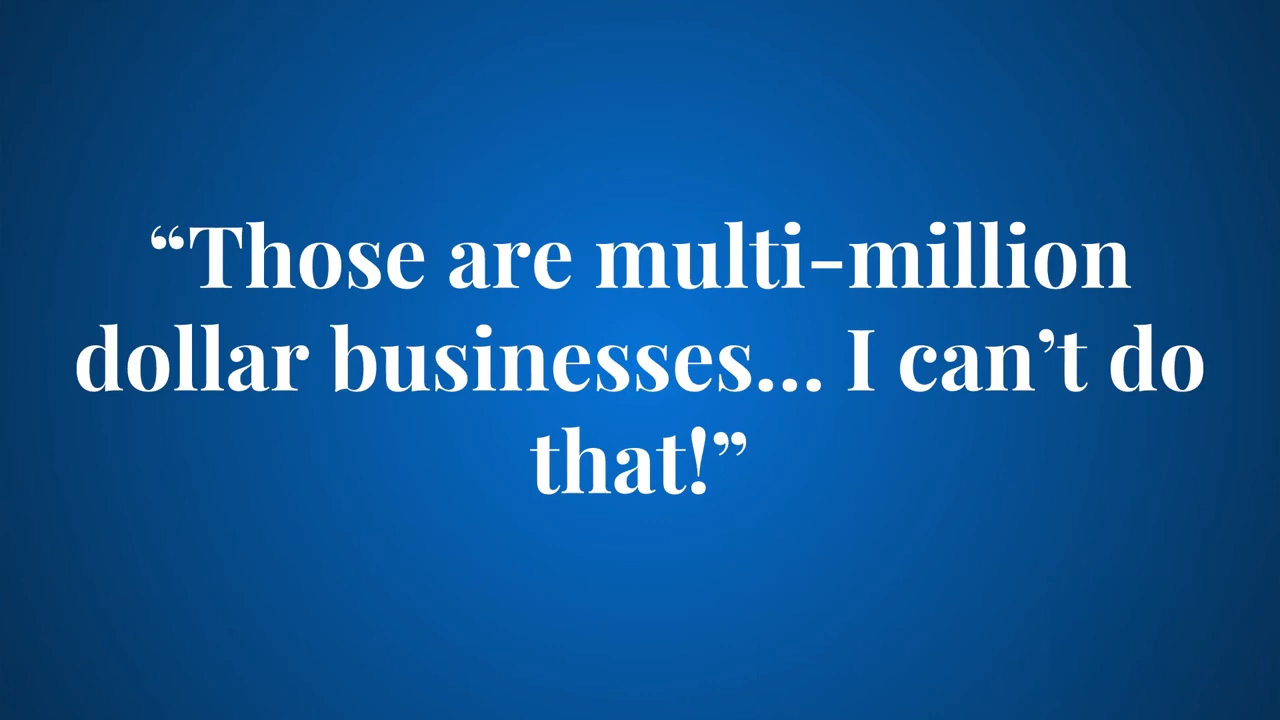 “Those are multi-million
dollar businesses... I can’t do
that!”